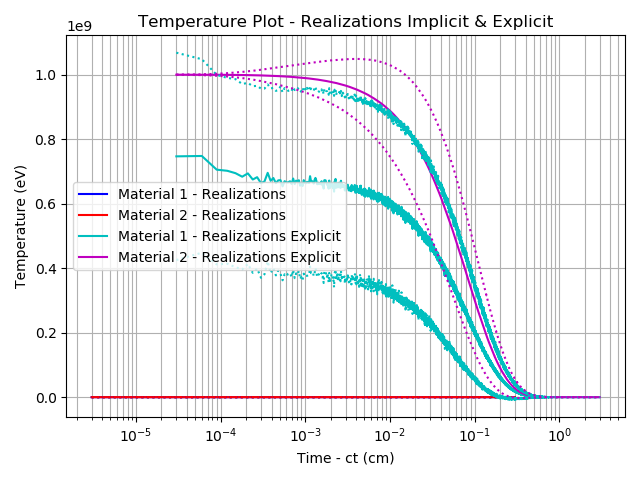 Temperature Plot - Realizations Implicit & Explicit
1e9
1.0
0.8
0.6
0.4
0.2
0.0
Temperature (eV)
Material 1 - Realizations
Material 2 - Realizations
Material 1 - Realizations Explicit
Material 2 - Realizations Explicit
10⁻⁵ 10⁻⁴ 10⁻³ 10⁻² 10⁻¹ 10⁰
Time - ct (cm)